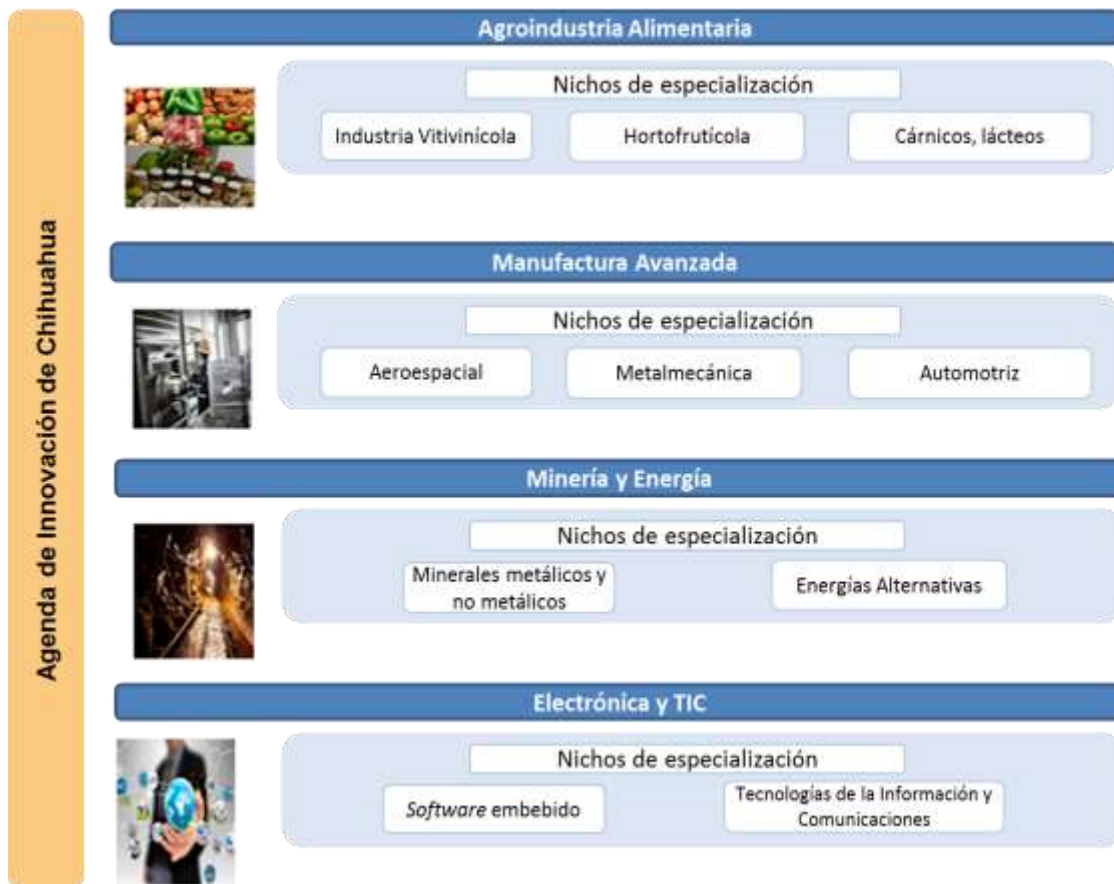 Agenda de Innovación de Chihuahua
Agroindustria Alimentaria
Nichos de especialización
Industria Vitivinícola
Hortofrutícola
Cárnicos, lácteos
Manufactura Avanzada
Nichos de especialización
Aeroespacial
Metalmecánica
Automotriz
Minería y Energía
Nichos de especialización
Minerales metálicos y
no metálicos
Energías Alternativas
Electrónica y TIC
Nichos de especialización
Software embebido
Tecnologías de la Información y
Comunicaciones